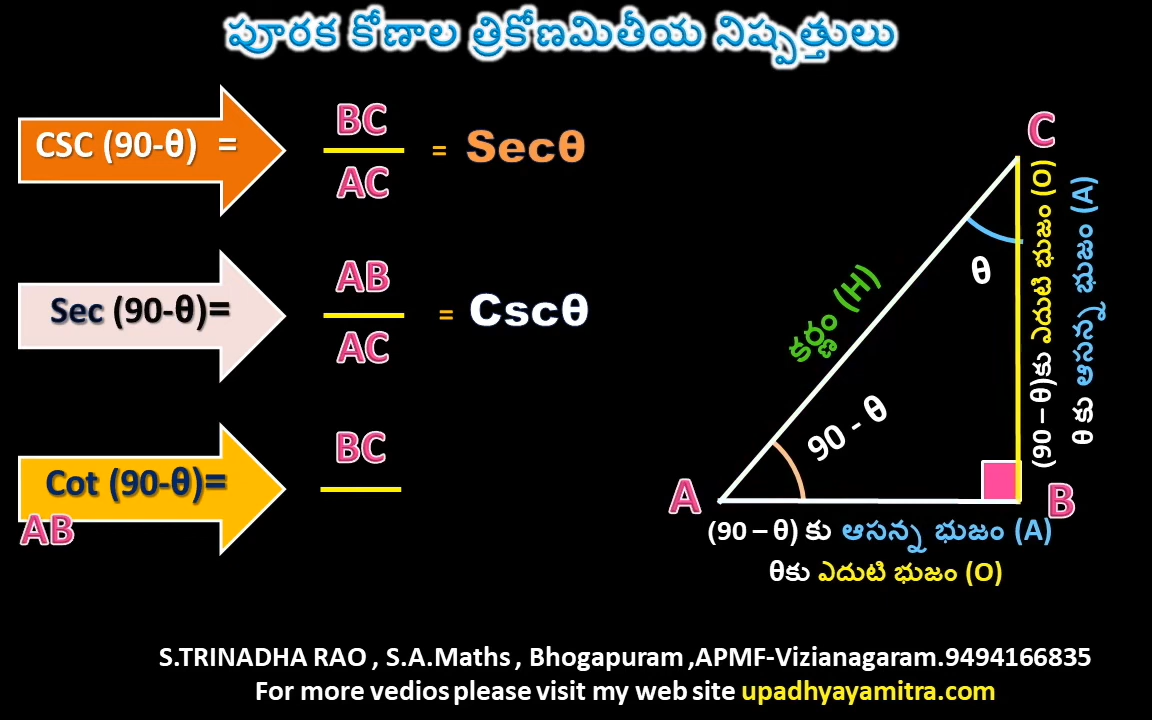 పూరక కోణాల త్రికోణమితీయ నిష్పత్తులు
CSC (90-θ) =
BC
AC
= Secθ
Sec (90-θ)=
AB
AC
= Cscθ
Cot (90-θ)=
BC
AB
C
θ
కర్ణం (H)
90 - θ
A
B
(90 – θ)కు ఎదుటి భుజం (O)
θ కు ఆసన్న భుజం (A)
(90 – θ) కు ఆసన్న భుజం (A)
θకు ఎదుటి భుజం (O)
S.TRINADHA RAO , S.A.Maths , Bhogapuram ,APMF-Vizianagaram.9494166835
For more vedios please visit my web site upadhyayamitra.com